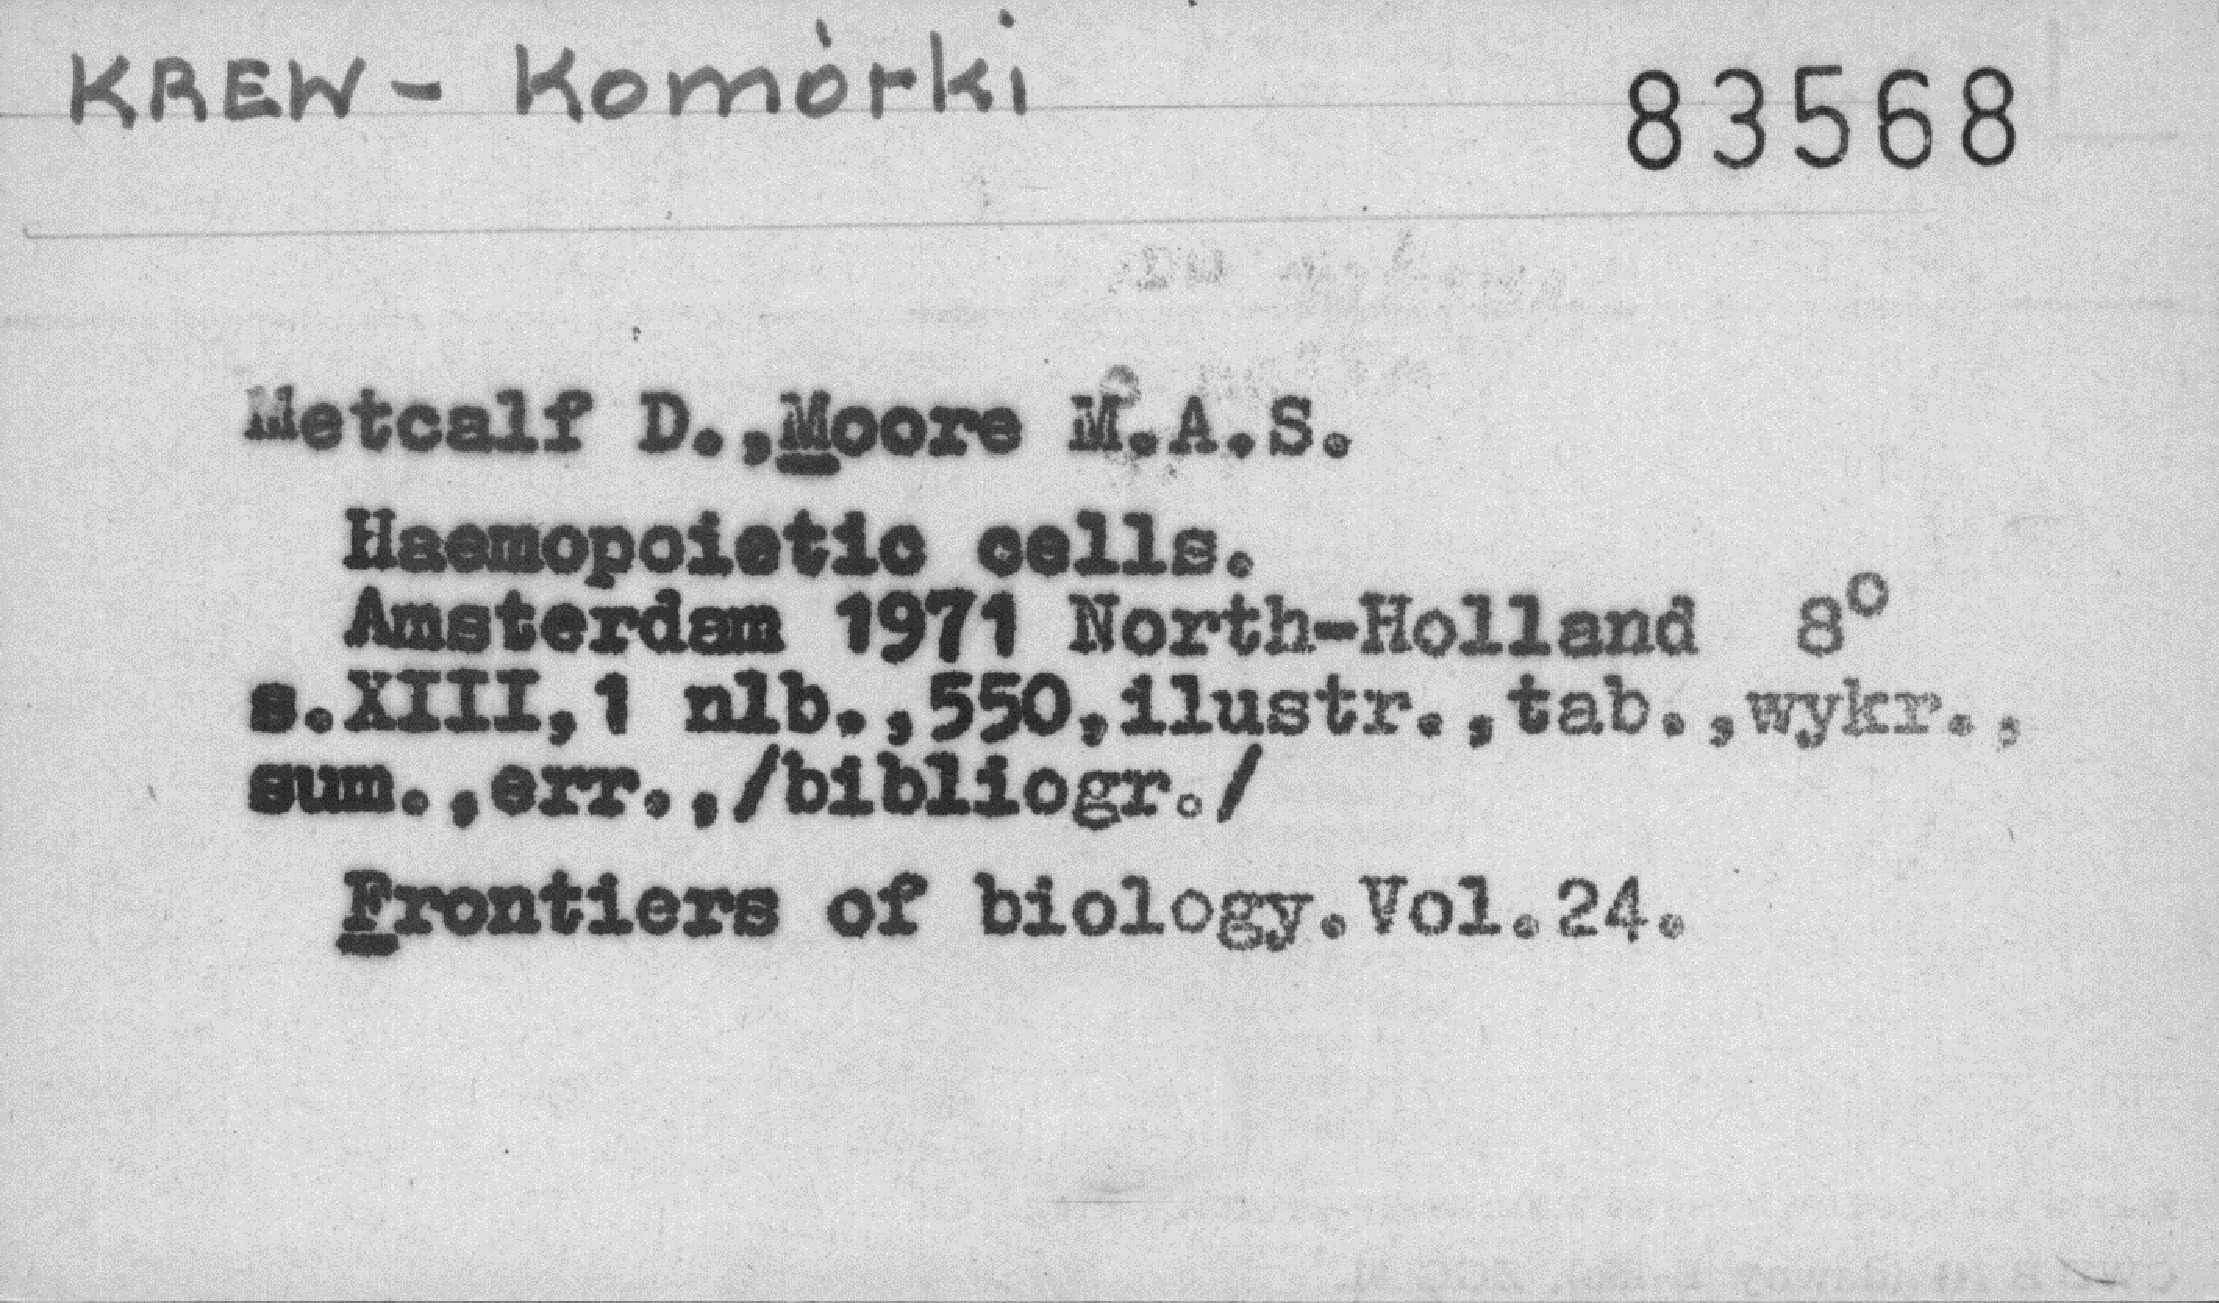 KREW - Komórki
83568
Metcalf D.,Moore M.A.S.
Haemopoietic cells.
Amsterdam 1971 North-Holland 8º
s.XIII,1 nlb.,550,ilustr.,tab.,wykr.,
sum.,err.,/bibliogr./
Frontiers of biology.Vol.24.